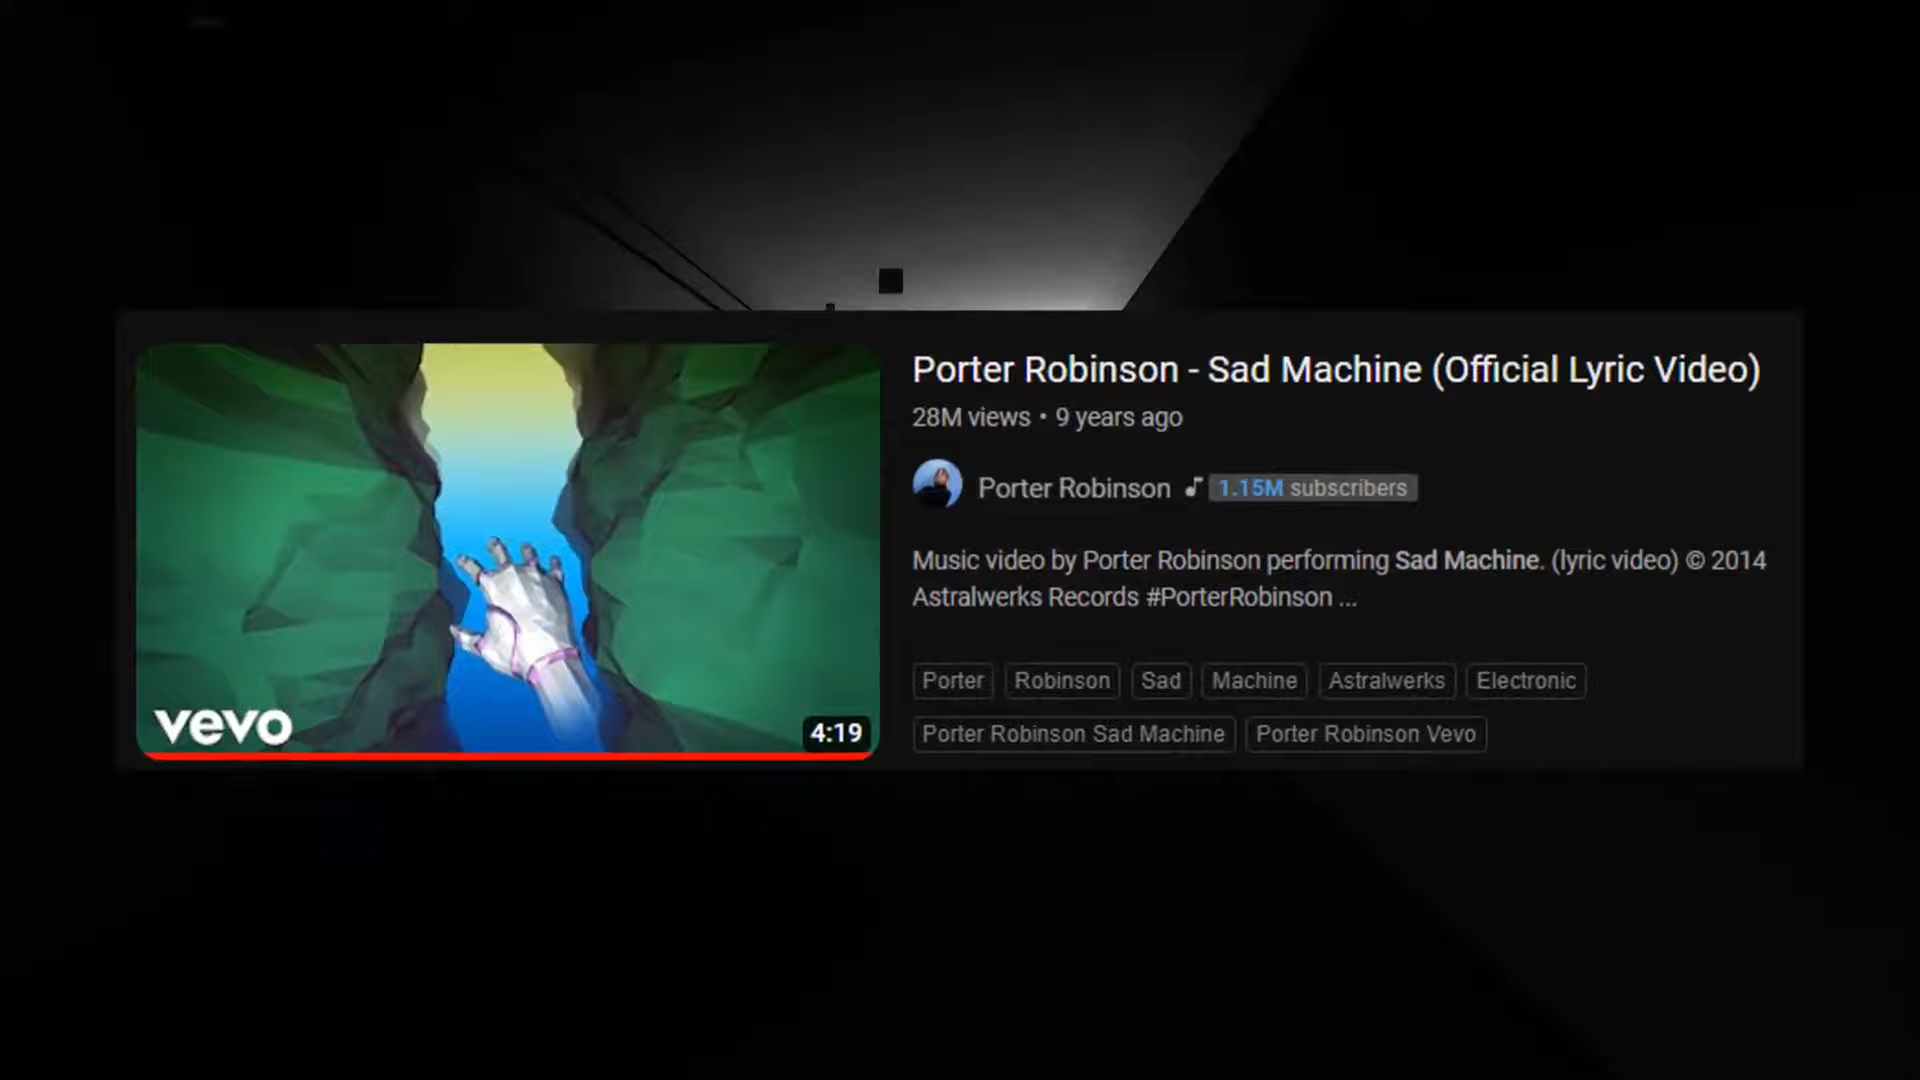 Porter Robinson - Sad Machine (Official Lyric Video)
28M views • 9 years ago
Porter Robinson ♪ 1.15M subscribers
Music video by Porter Robinson performing Sad Machine. (lyric video) © 2014
Astralwerks Records #PorterRobinson ...
Porter Robinson Sad Machine Astralwerks Electronic
Porter Robinson Sad Machine Porter Robinson Vevo
vevo
4:19